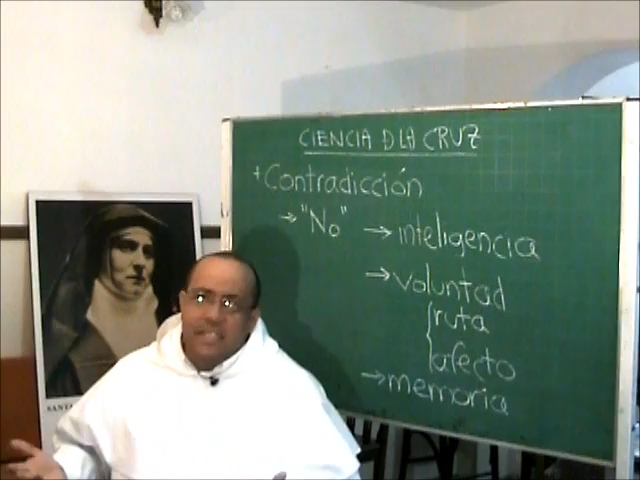 CIENCIA D LA CRUZ
+ Contradicción
→ "No" → inteligencia
→ voluntad
ruta
afecto
→ memoria